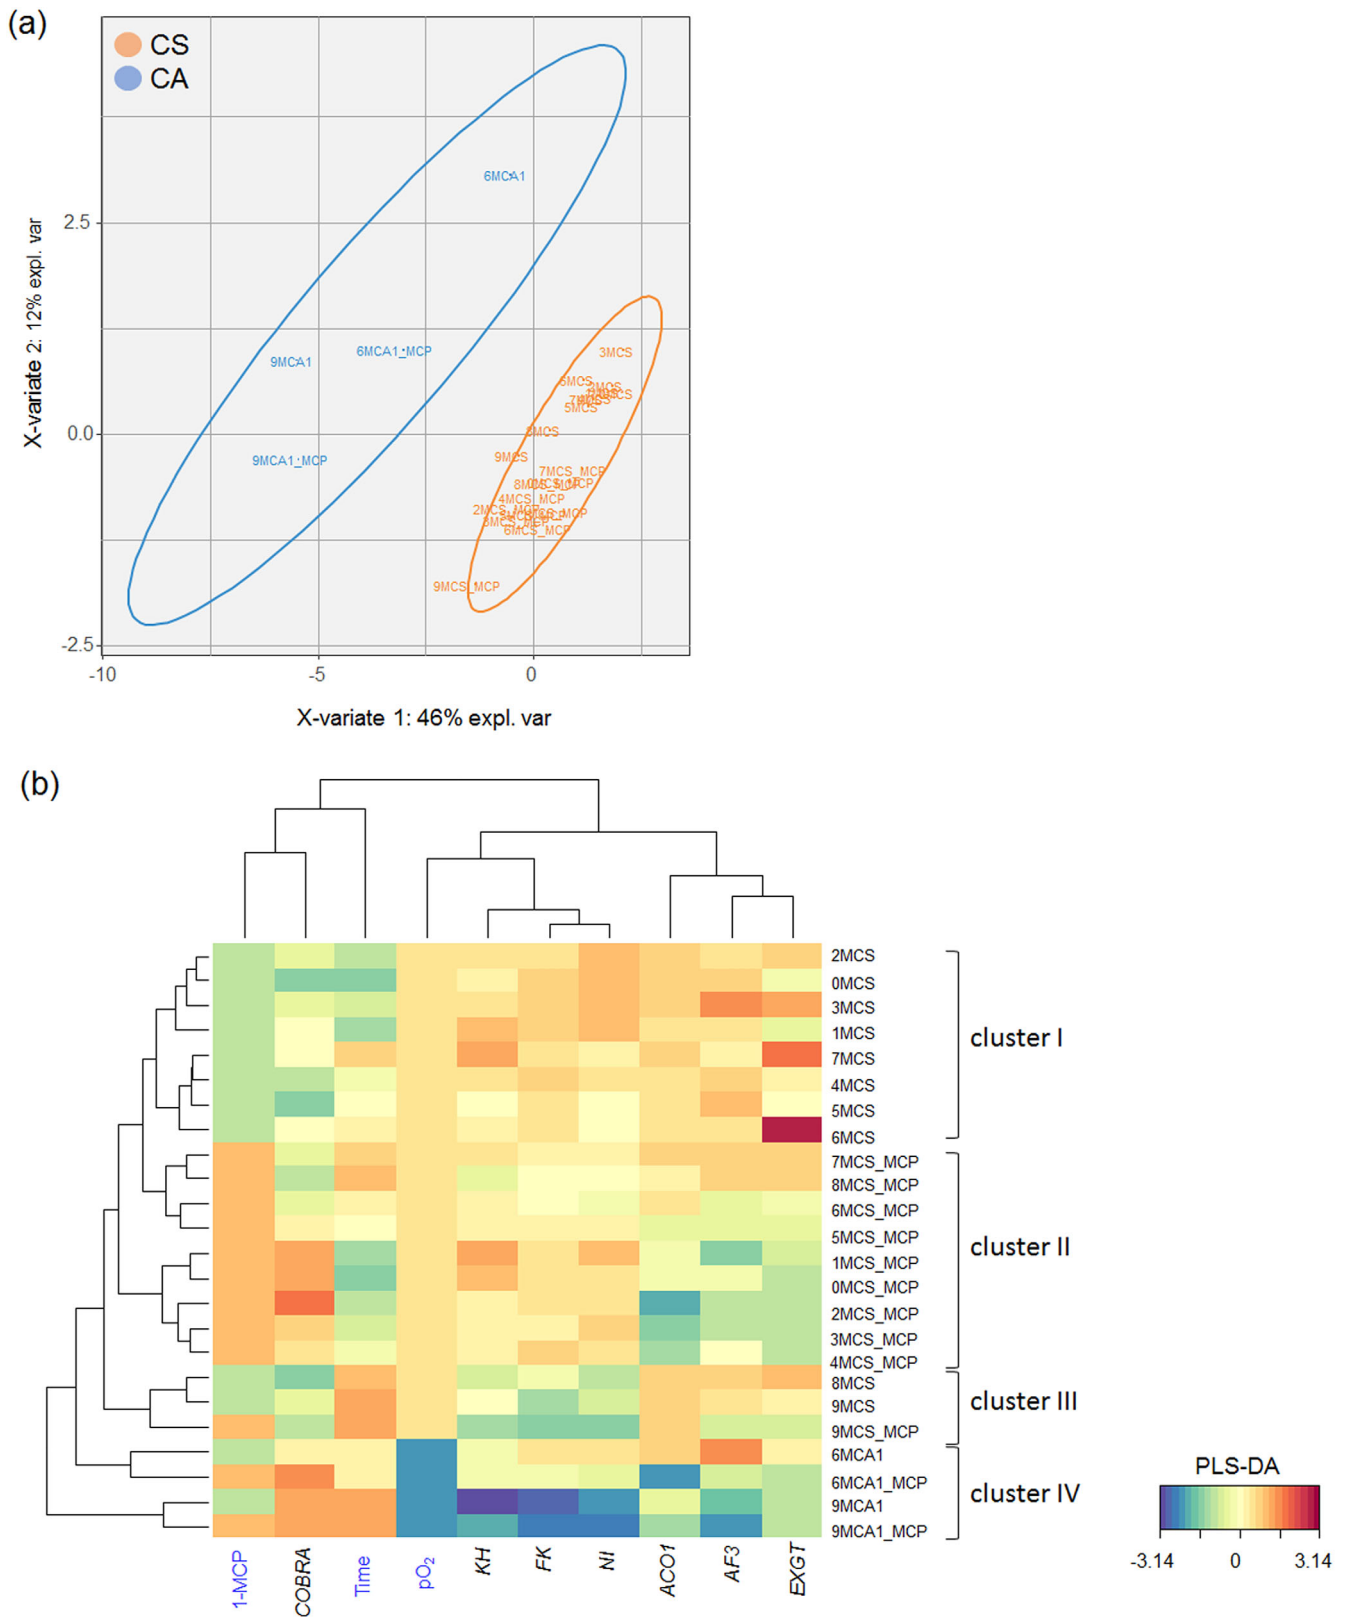 (a)
CS
CA
X-variate 2: 12% expl. var
2.5
0.0
-2.5
6MCA1
9MCA1
6MCA1_MCP
9MCA1_MCP
3MCS
6MCS
2MCS
5MCS
9MCS
7MCS_MCP
4MCS_MCP
6MCS_MCP
9MCS_MCP
-10
-5
0
X-variate 1: 46% expl. var
(b)
2MCS
0MCS
3MCS
1MCS
7MCS
4MCS
5MCS
6MCS
cluster I
7MCS_MCP
8MCS_MCP
6MCS_MCP
5MCS_MCP
1MCS_MCP
0MCS_MCP
2MCS_MCP
3MCS_MCP
4MCS_MCP
cluster II
8MCS
9MCS
9MCS_MCP
cluster III
6MCA1
6MCA1_MCP
9MCA1
9MCA1_MCP
cluster IV
1-MCP
COBRA
Time
pO₂
KH
FK
NI
ACO1
AF3
EXGT
PLS-DA
-3.14
0
3.14